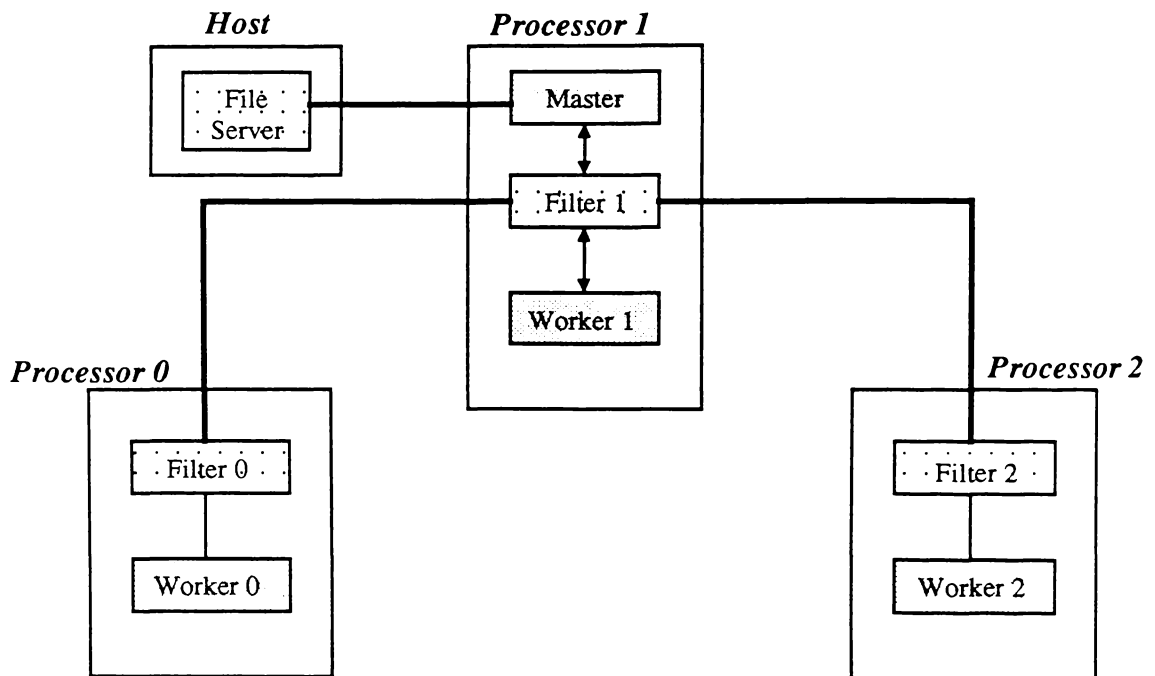 Host
Processor 1
File
Server
Master
Filter 1
Worker 1
Processor 0
Processor 2
Filter 0
Filter 2
Worker 0
Worker 2